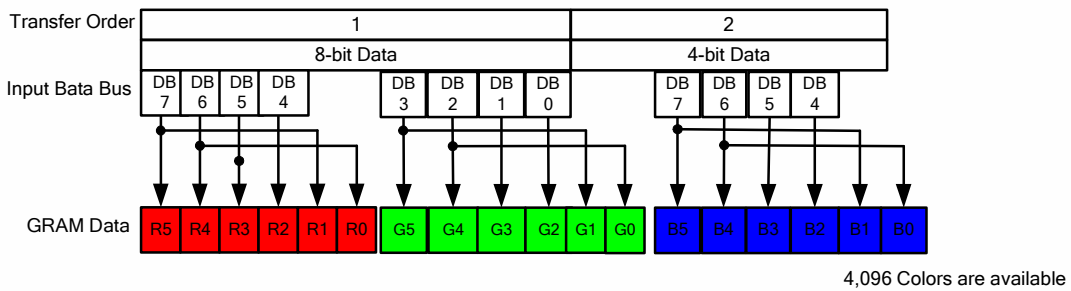 Transfer Order 1 2
8-bit Data 4-bit Data
Input Bata Bus DB DB DB DB DB DB DB DB DB DB DB DB
7 6 5 4 3 2 1 0 7 6 5 4
GRAM Data R5 R4 R3 R2 R1 R0 G5 G4 G3 G2 G1 G0 B5 B4 B3 B2 B1 B0
4,096 Colors are available